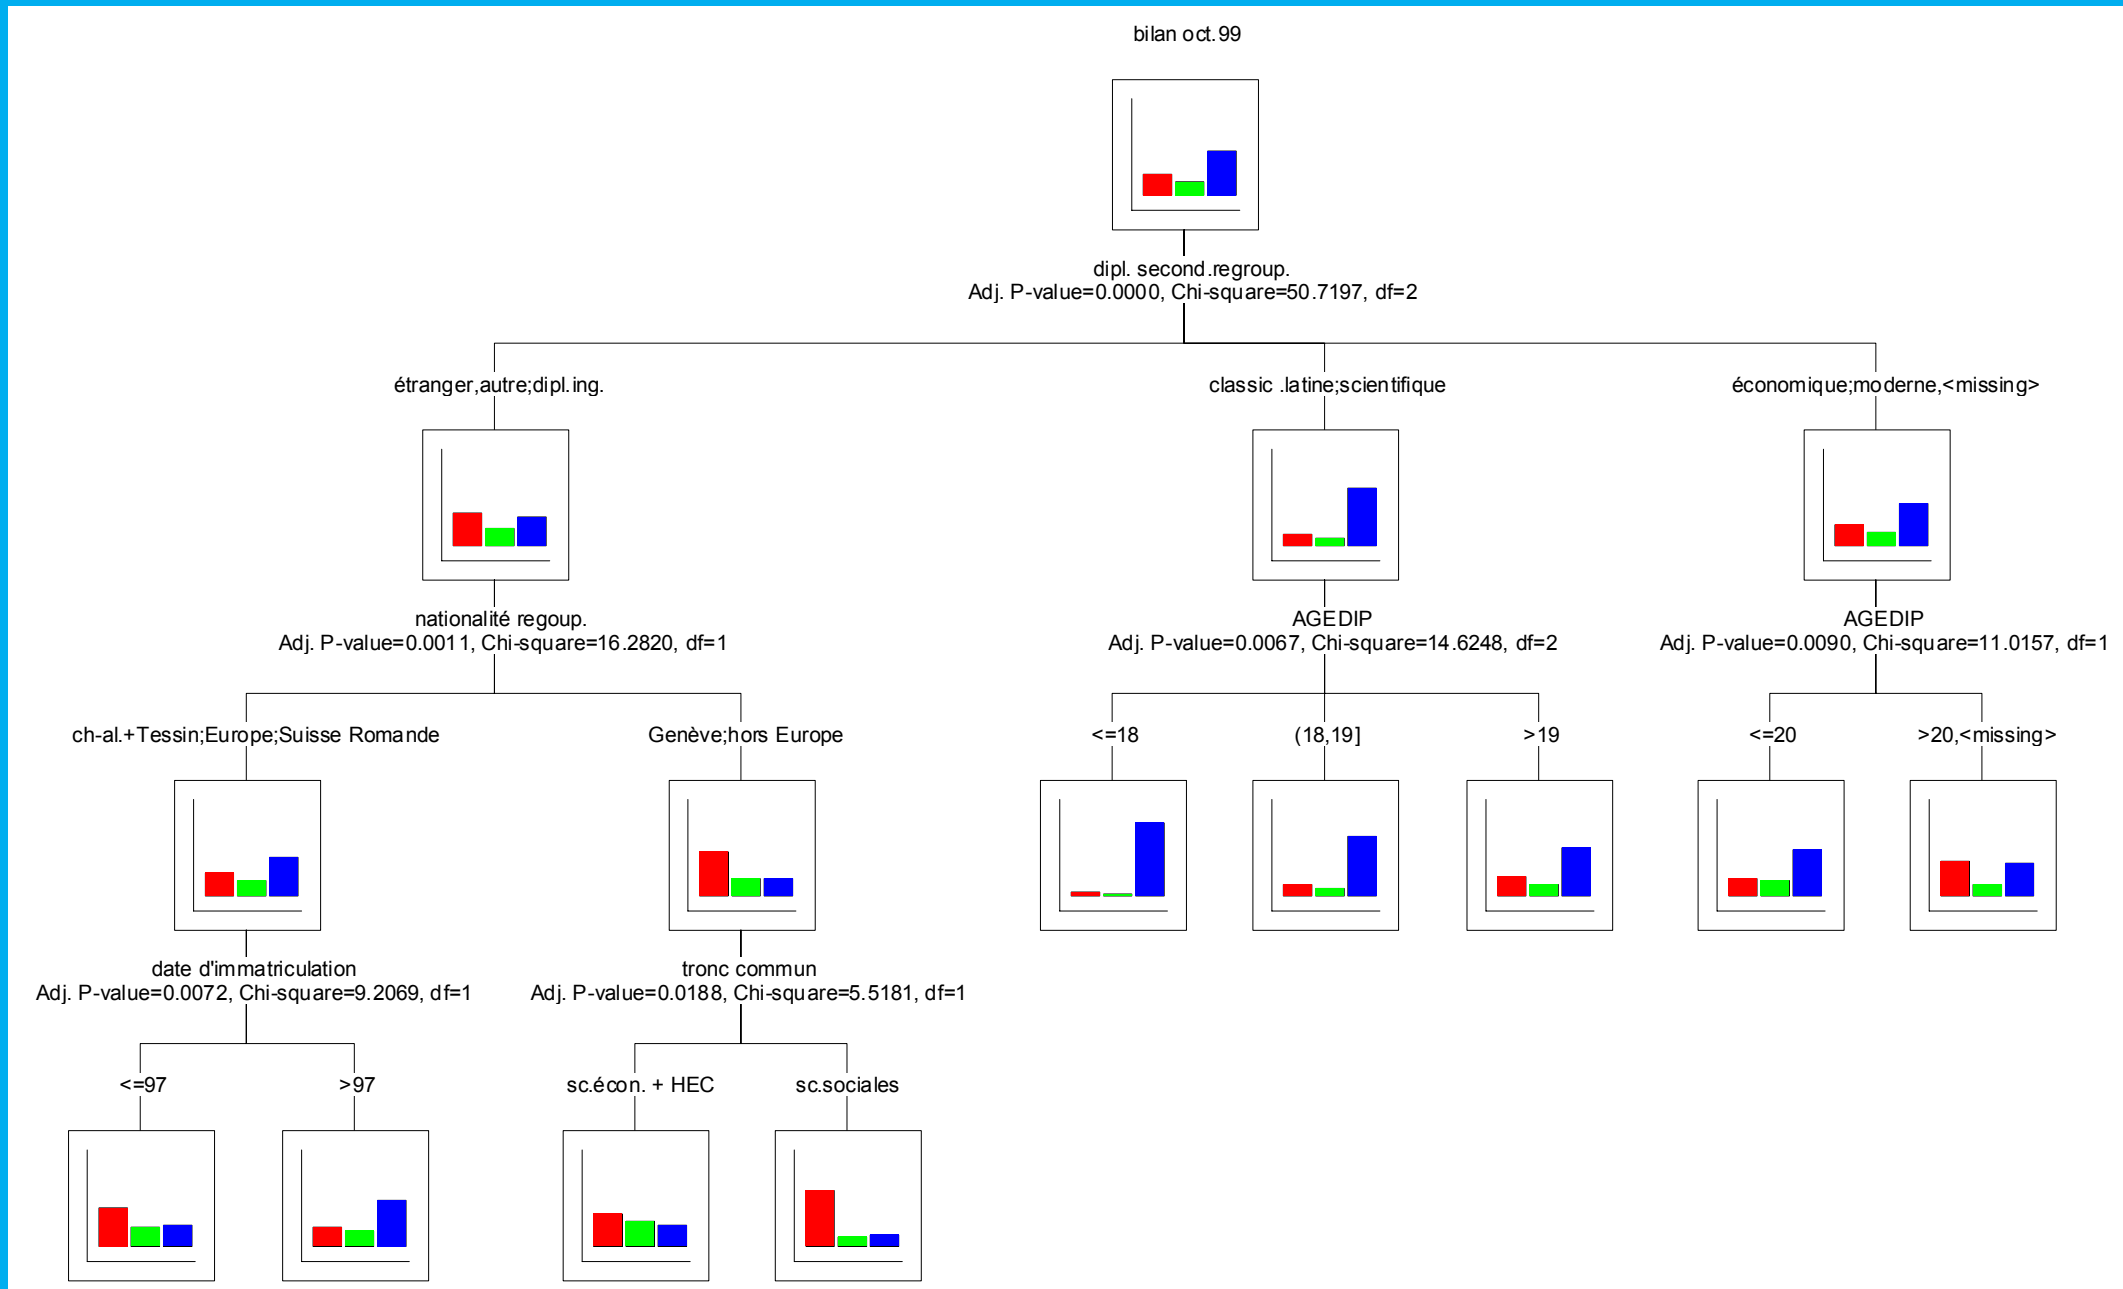 bilan oct.99
dipl. second.regroup.
Adj. P-value=0.0000, Chi-square=50.7197, df=2
étranger,autre;dipl.ing.
classic .latine;scientifique
économique;moderne,<missing>
nationalité regoup.
Adj. P-value=0.0011, Chi-square=16.2820, df=1
AGEDIP
Adj. P-value=0.0067, Chi-square=14.6248, df=2
AGEDIP
Adj. P-value=0.0090, Chi-square=11.0157, df=1
ch-al.+Tessin;Europe;Suisse Romande
Genève;hors Europe
<=18
(18,19]
>19
<=20
>20,<missing>
date d'immatriculation
Adj. P-value=0.0072, Chi-square=9.2069, df=1
tronc commun
Adj. P-value=0.0188, Chi-square=5.5181, df=1
<=97
>97
sc.écon. + HEC
sc.sociales